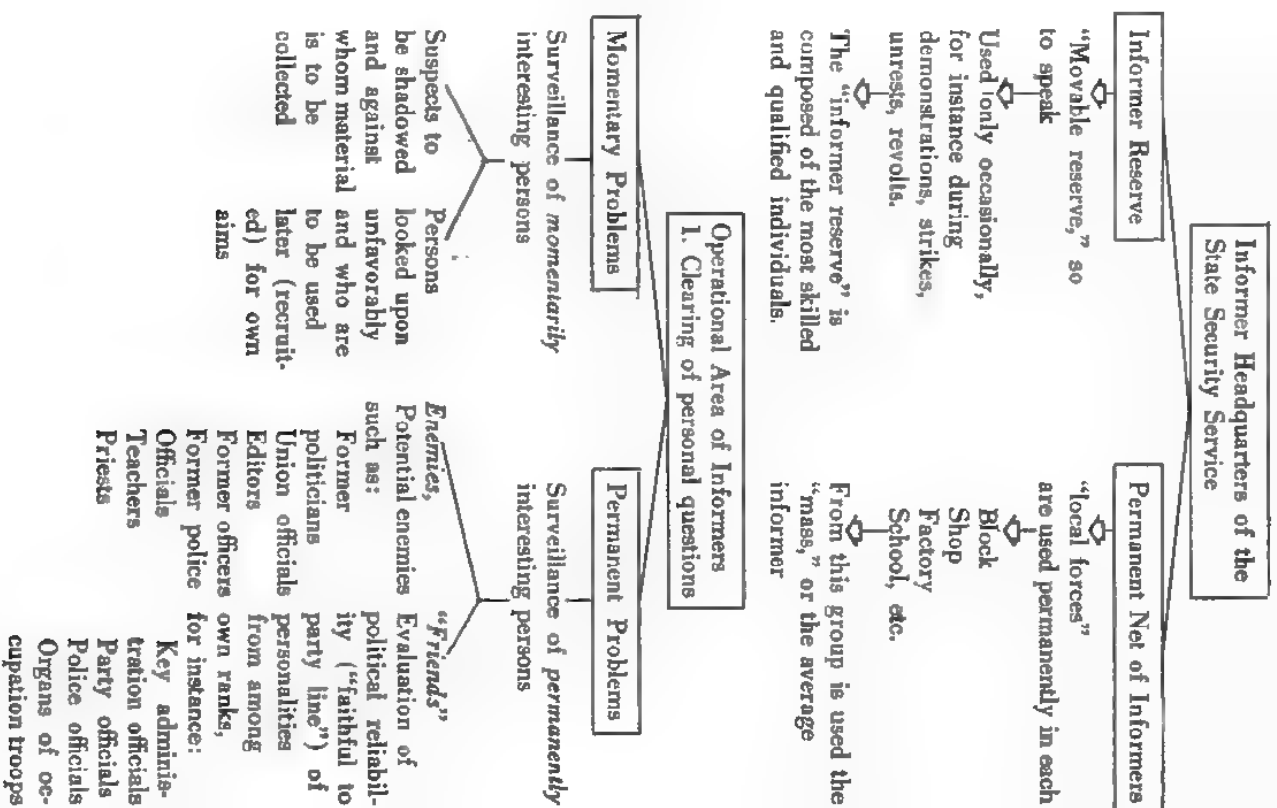 Informer Headquarters of the
State Security Service
Informer Reserve
"Movable reserve," so
to speak
Used only occasionally,
for instance during
demonstrations, strikes,
unrests, revolts.
The "informer reserve" is
composed of the most skilled
and qualified individuals.
Permanent Net of Informers
"local forces"
are used permanently in each
Block
Shop
Factory
School, etc.
From this group is used the
"mass," or the average
informer
Operational Area of Informers
1. Clearing of personal questions
Momentary Problems
Surveillance of momentarily
interesting persons
Suspects to
be shadowed
and against
whom material
is to be
collected
Persons
looked upon
unfavorably
and who are
to be used
later (recruit-
ed) for own
aims
Permanent Problems
Surveillance of permanently
interesting persons
Enemies,
Potential enemies
such as:
Former
politicians
Union officials
Editors
Former officers
Former police
Officials
Teachers
Priests
"Friends"
Evaluation of
political reliabil-
ity ("faithful to
party line") of
personalities
from among
own ranks,
for instance:
Key adminis-
tration officials
Party officials
Police officials
Organs of oc-
cupation troops